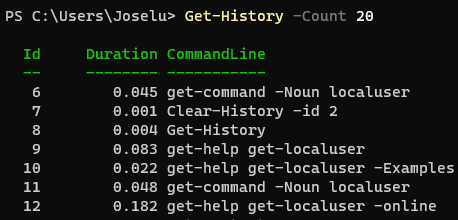 PS C:\Users\Joselu> Get-History -Count 20
Id Duration CommandLine
-- -------- -----------
6 0.045 get-command -Noun localuser
7 0.001 Clear-History -id 2
8 0.004 Get-History
9 0.083 get-help get-localuser
10 0.022 get-help get-localuser -Examples
11 0.048 get-command -Noun localuser
12 0.182 get-help get-localuser -online